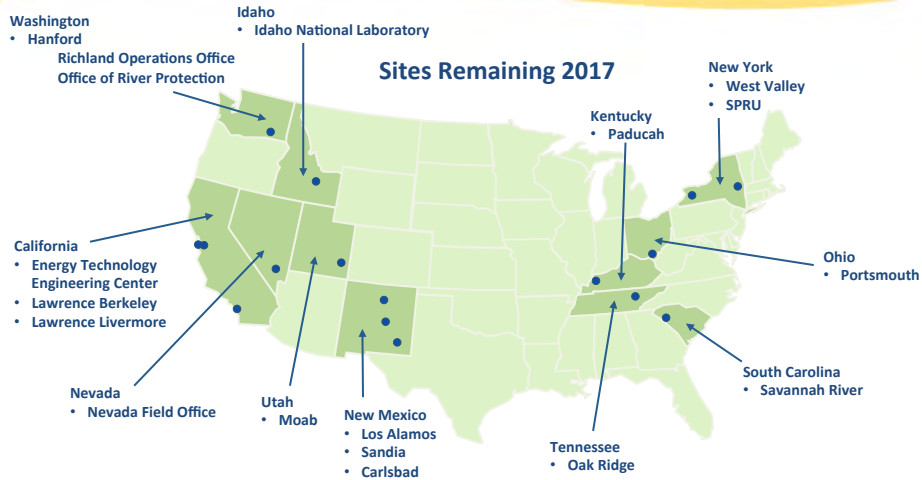 Washington
• Hanford
Richland Operations Office
Office of River Protection
Idaho
• Idaho National Laboratory
Sites Remaining 2017
Kentucky
• Paducah
New York
• West Valley
• SPRU
California
• Energy Technology
Engineering Center
• Lawrence Berkeley
• Lawrence Livermore
Ohio
• Portsmouth
Nevada
• Nevada Field Office
Utah
• Moab
New Mexico
• Los Alamos
• Sandia
• Carlsbad
Tennessee
• Oak Ridge
South Carolina
• Savannah River